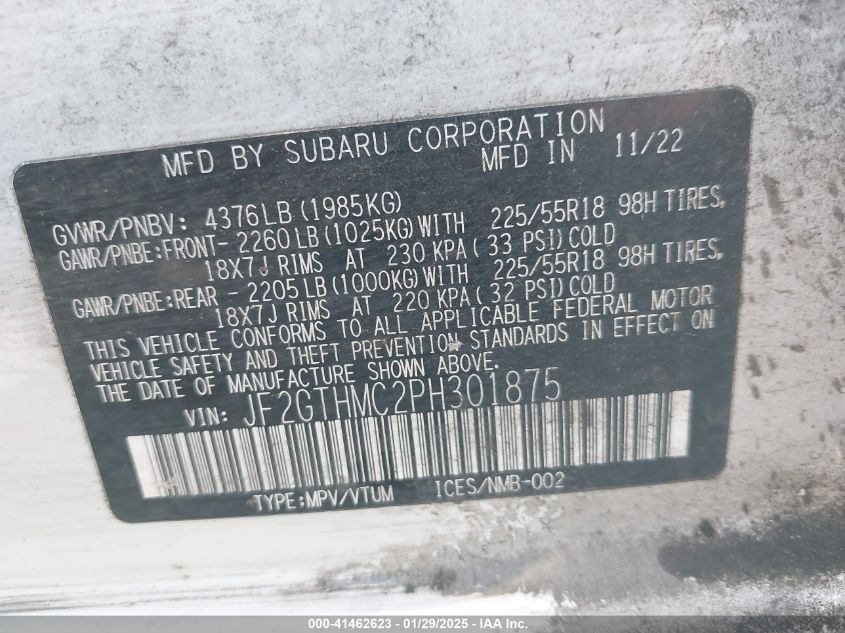 MFD BY SUBARU CORPORATION
MFD IN 11/22
GVWR/PNBV: 4376LB (1985KG)
GAWR/PNBE:FRONT- 2260LB (1025KG) WITH 225/55R18 98H TIRES,
18X7J RIMS AT 230 KPA ( 33 PSI) COLD
GAWR/PNBE:REAR - 2205LB (1000KG) WITH 225/55R18 98H TIRES,
18X7J RIMS AT 220 KPA ( 32 PSI) COLD
THIS VEHICLE CONFORMS TO ALL APPLICABLE FEDERAL MOTOR
VEHICLE SAFETY AND THEFT PREVENTION STANDARDS IN EFFECT ON
THE DATE OF MANUFACTURE SHOWN ABOVE.
VIN: JF2GTHMC2PH301875
TYPE:MPV/VTUM ICES/NMB-002
000-41462623 - 01/29/2025 - IAA Inc.